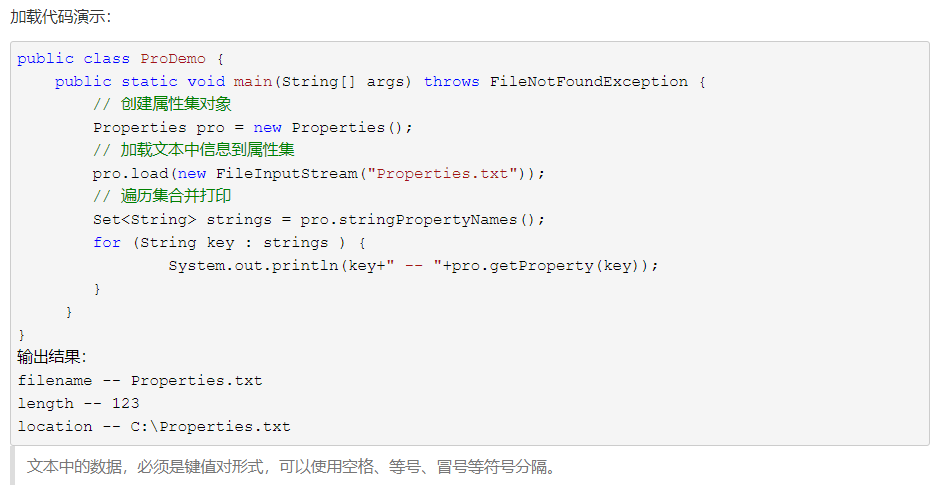 加载代码演示：
public class ProDemo {
    public static void main(String[] args) throws FileNotFoundException {
        // 创建属性集对象
        Properties pro = new Properties();
        // 加载文本中信息到属性集
        pro.load(new FileInputStream("Properties.txt"));
        // 遍历集合并打印
        Set<String> strings = pro.stringPropertyNames();
        for (String key : strings ) {
                System.out.println(key+" -- "+pro.getProperty(key));
        }
     }
}
输出结果：
filename -- Properties.txt
length -- 123
location -- C:\Properties.txt
文本中的数据，必须是键值对形式，可以使用空格、等号、冒号等符号分隔。